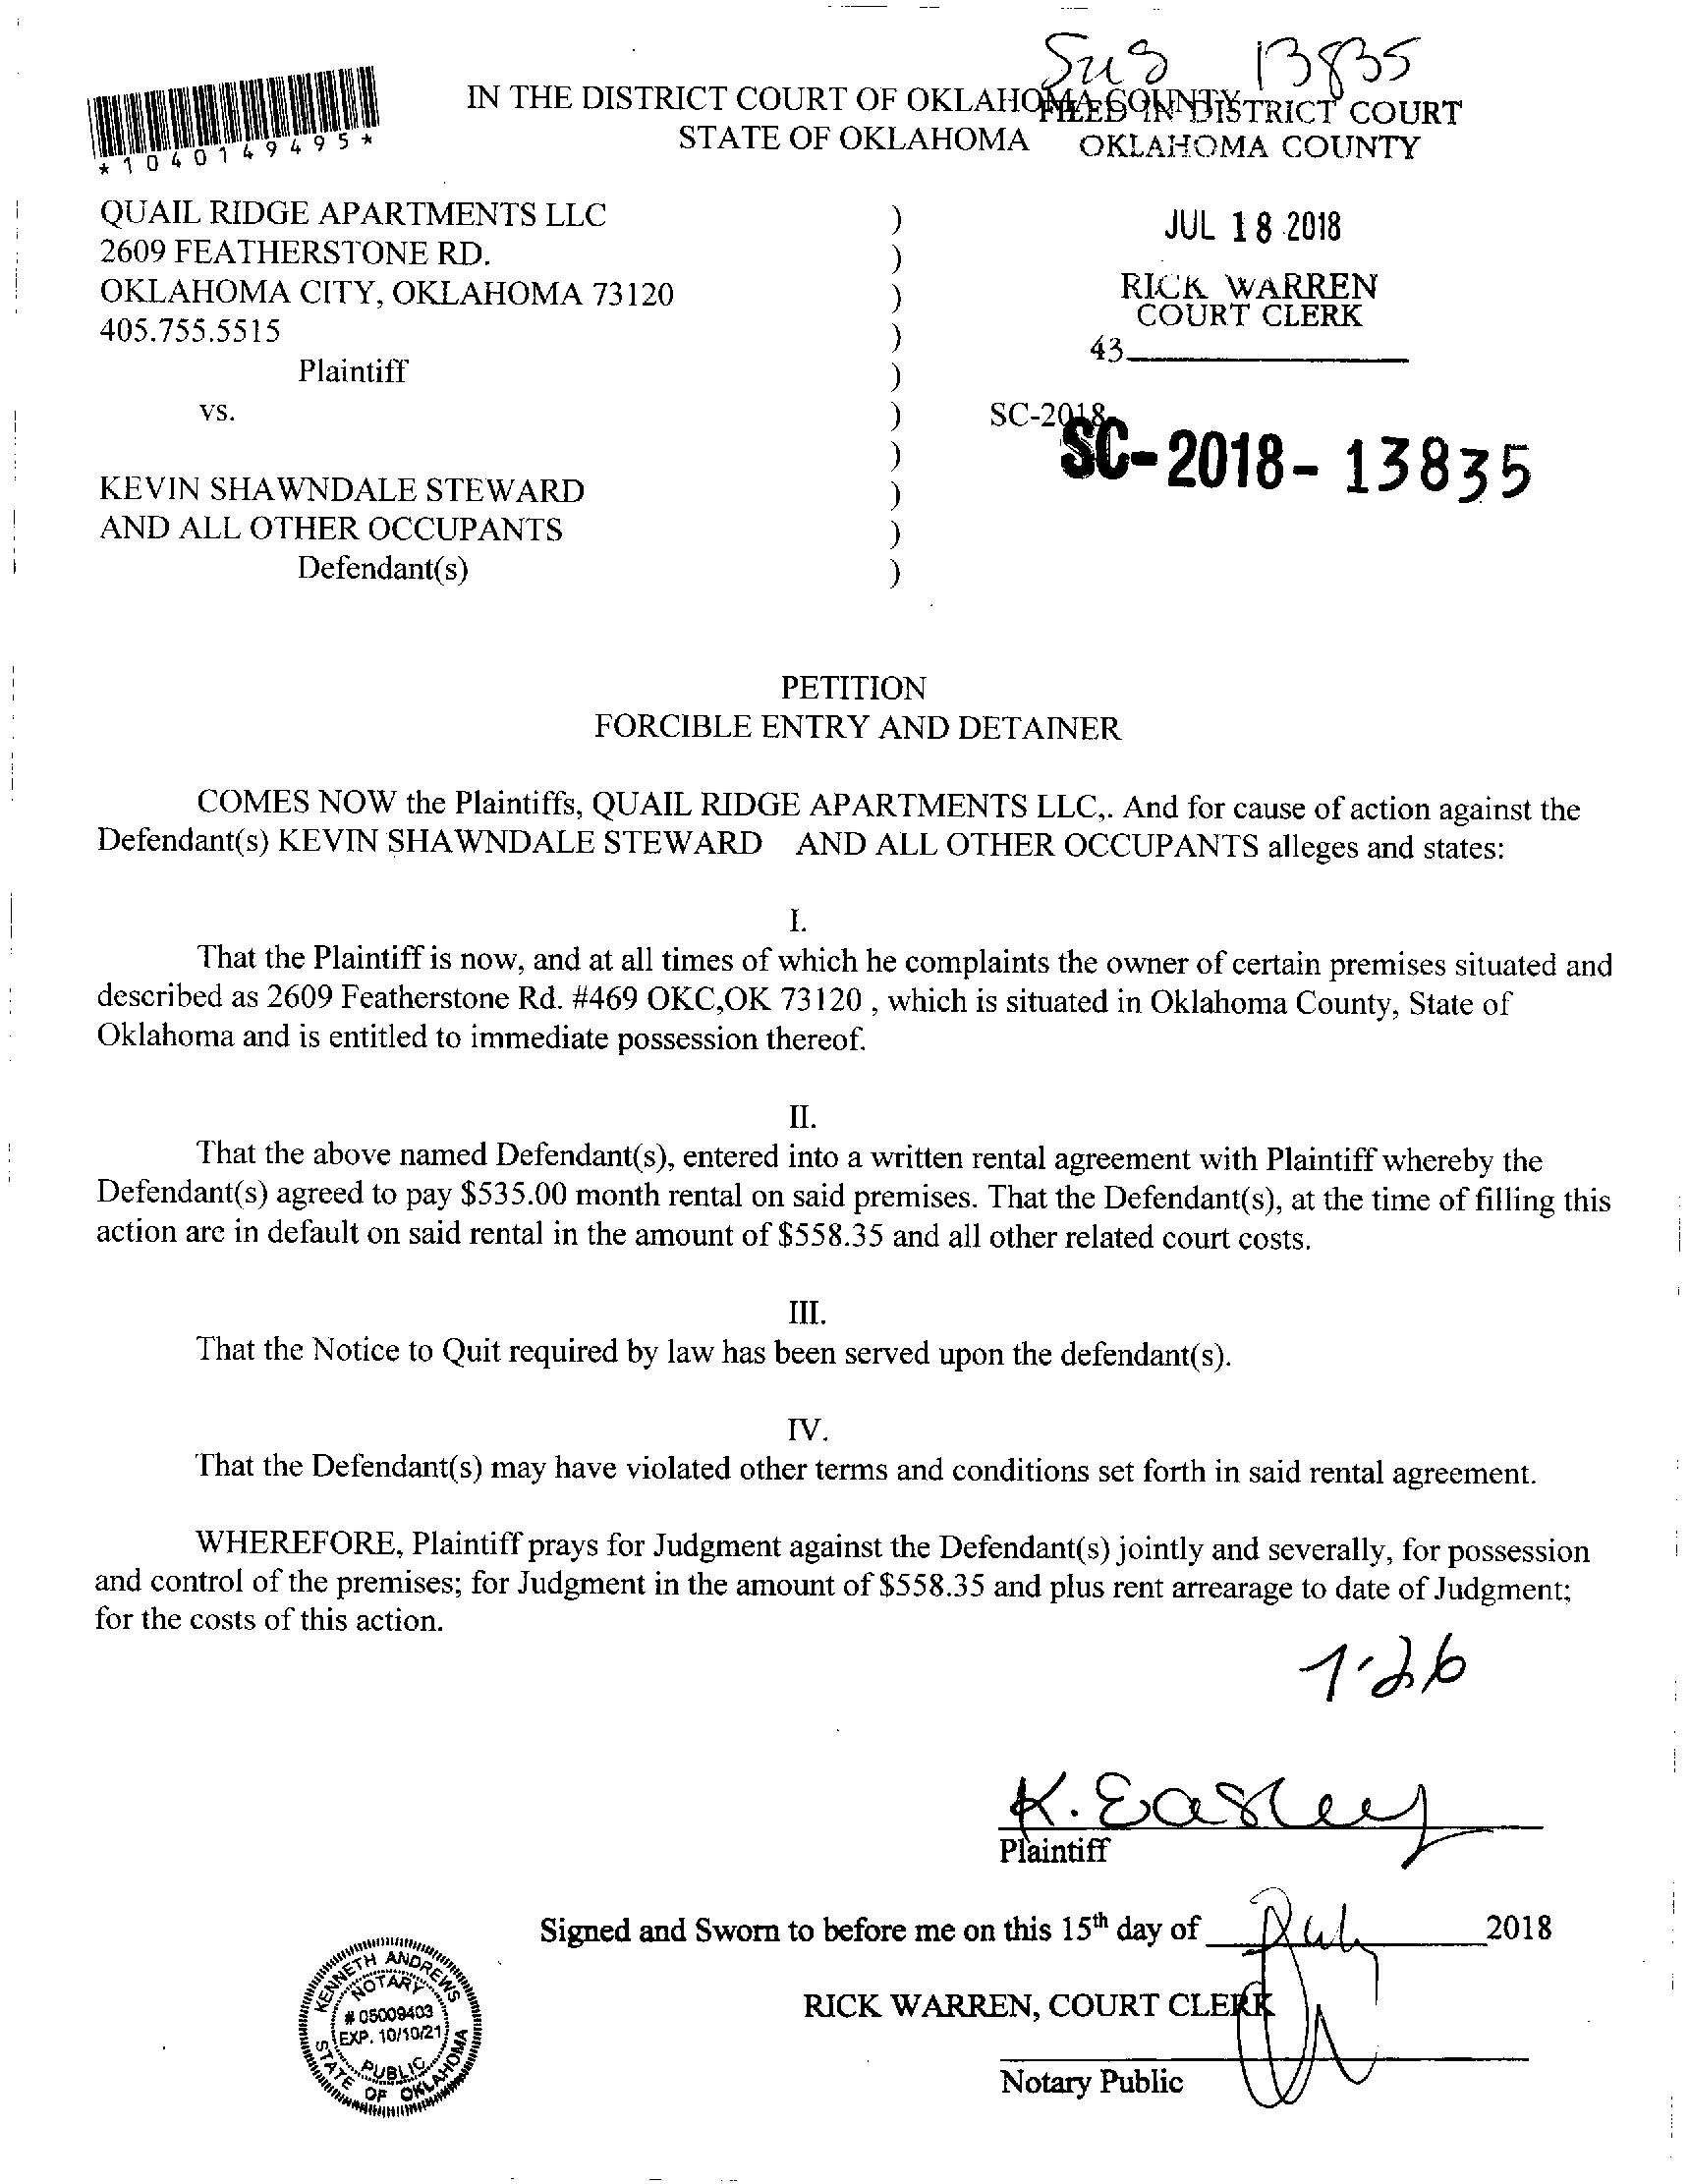 Sug 13835
IN THE DISTRICT COURT OF OKLAHOMA COUNTY
STATE OF OKLAHOMA
FILED IN DISTRICT COURT
OKLAHOMA COUNTY
*1040149495*
QUAIL RIDGE APARTMENTS LLC )
2609 FEATHERSTONE RD. )
OKLAHOMA CITY, OKLAHOMA 73120 )
405.755.5515 )
Plaintiff )
vs. )
)
KEVIN SHAWNDALE STEWARD )
AND ALL OTHER OCCUPANTS )
Defendant(s) )
JUL 18 2018
RICK WARREN
COURT CLERK
43
SC-2018-
SC-2018-13835
PETITION
FORCIBLE ENTRY AND DETAINER
COMES NOW the Plaintiffs, QUAIL RIDGE APARTMENTS LLC,. And for cause of action against the
Defendant(s) KEVIN SHAWNDALE STEWARD AND ALL OTHER OCCUPANTS alleges and states:
I.
That the Plaintiff is now, and at all times of which he complaints the owner of certain premises situated and
described as 2609 Featherstone Rd. #469 OKC,OK 73120 , which is situated in Oklahoma County, State of
Oklahoma and is entitled to immediate possession thereof.
II.
That the above named Defendant(s), entered into a written rental agreement with Plaintiff whereby the
Defendant(s) agreed to pay $535.00 month rental on said premises. That the Defendant(s), at the time of filling this
action are in default on said rental in the amount of $558.35 and all other related court costs.
III.
That the Notice to Quit required by law has been served upon the defendant(s).
IV.
That the Defendant(s) may have violated other terms and conditions set forth in said rental agreement.
WHEREFORE, Plaintiff prays for Judgment against the Defendant(s) jointly and severally, for possession
and control of the premises; for Judgment in the amount of $558.35 and plus rent arrearage to date of Judgment;
for the costs of this action.
7-26
K. Easley
Plaintiff
Signed and Sworn to before me on this 15th day of July 2018
RICK WARREN, COURT CLERK
Notary Public
KENNETH ANDREWS
NOTARY
# 05009403
EXP. 10/10/21
PUBLIC
STATE OF OKLAHOMA